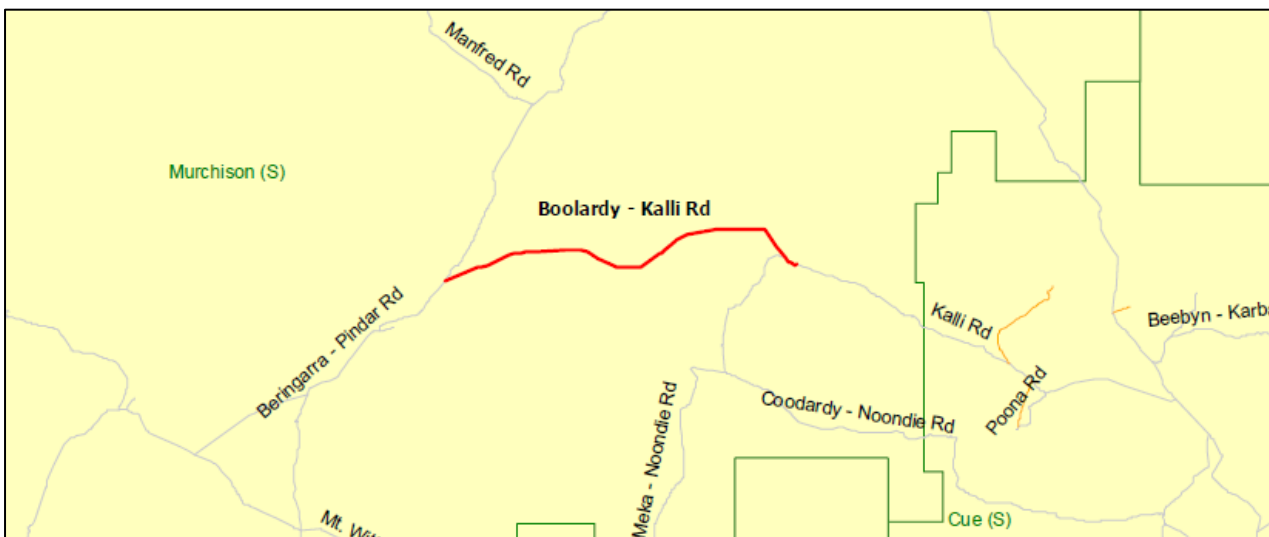 Manfred Rd
Murchison (S)
Boolardy - Kalli Rd
Beringarra - Pindar Rd
Kalli Rd
Beebyn - Karb
Poona Rd
Meka - Noondie Rd
Coodardy - Noondie Rd
Mt. Wi
Cue (S)